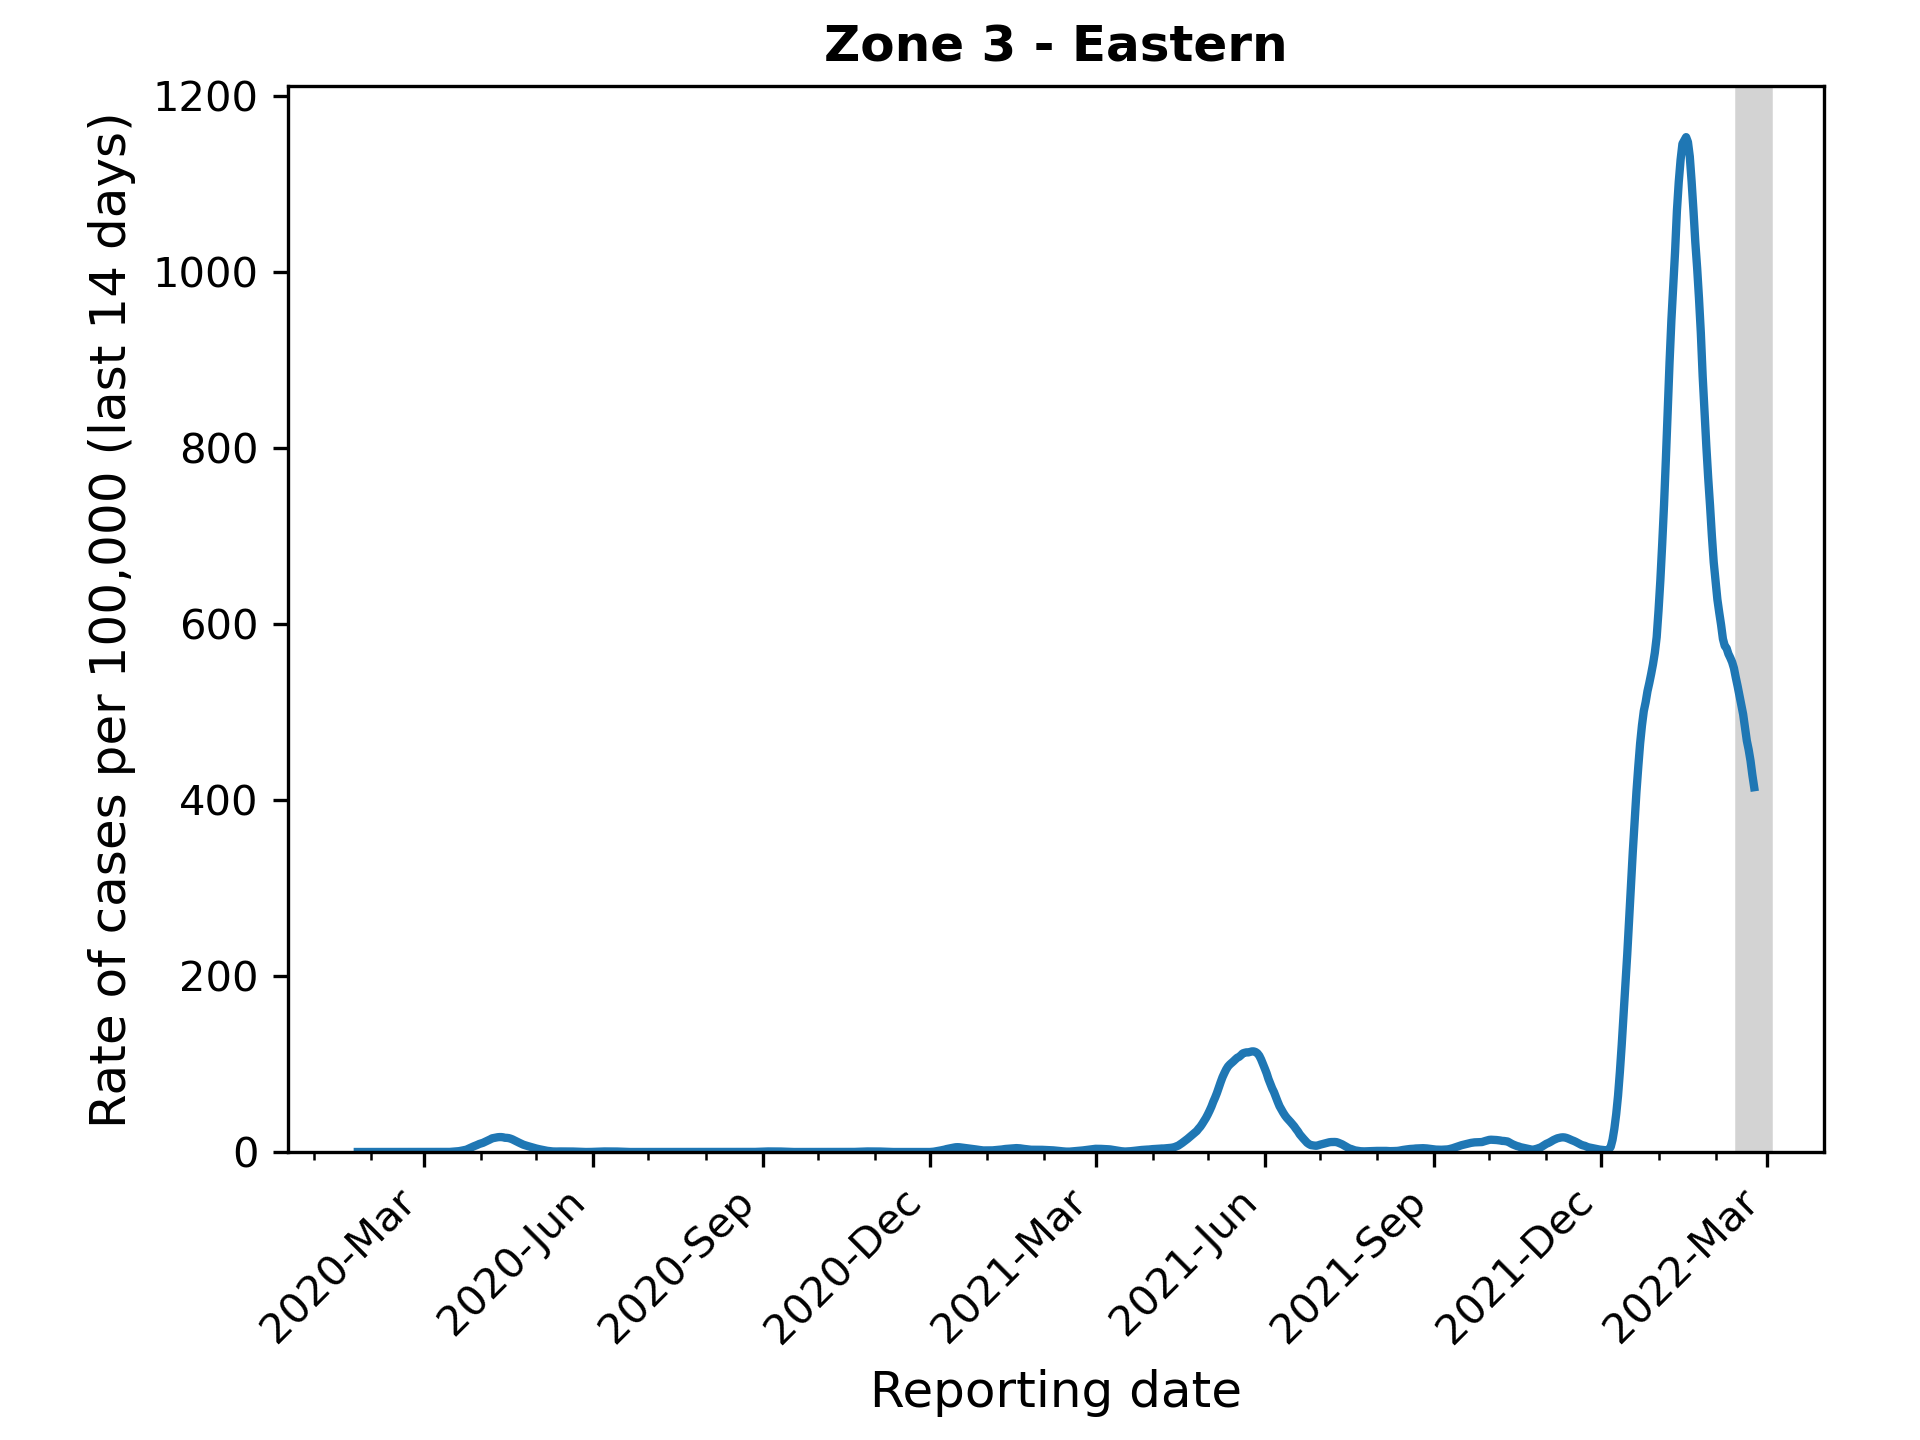 Zone 3 - Eastern
Rate of cases per 100,000 (last 14 days)
1200
1000
800
600
400
200
0
2020-Mar
2020-Jun
2020-Sep
2020-Dec
2021-Mar
2021-Jun
2021-Sep
2021-Dec
2022-Mar
Reporting date